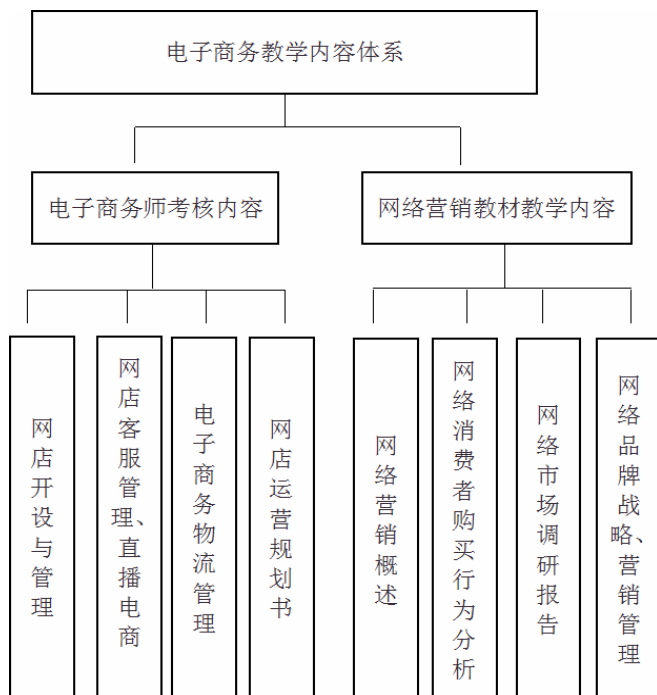 电子商务教学内容体系
电子商务师考核内容
网络营销教材教学内容
网店开设与管理
网店客服管理、直播电商
电子商务物流管理
网店运营规划书
网络营销概述
网络消费者购买行为分析
网络市场调研报告
网络品牌战略、营销管理